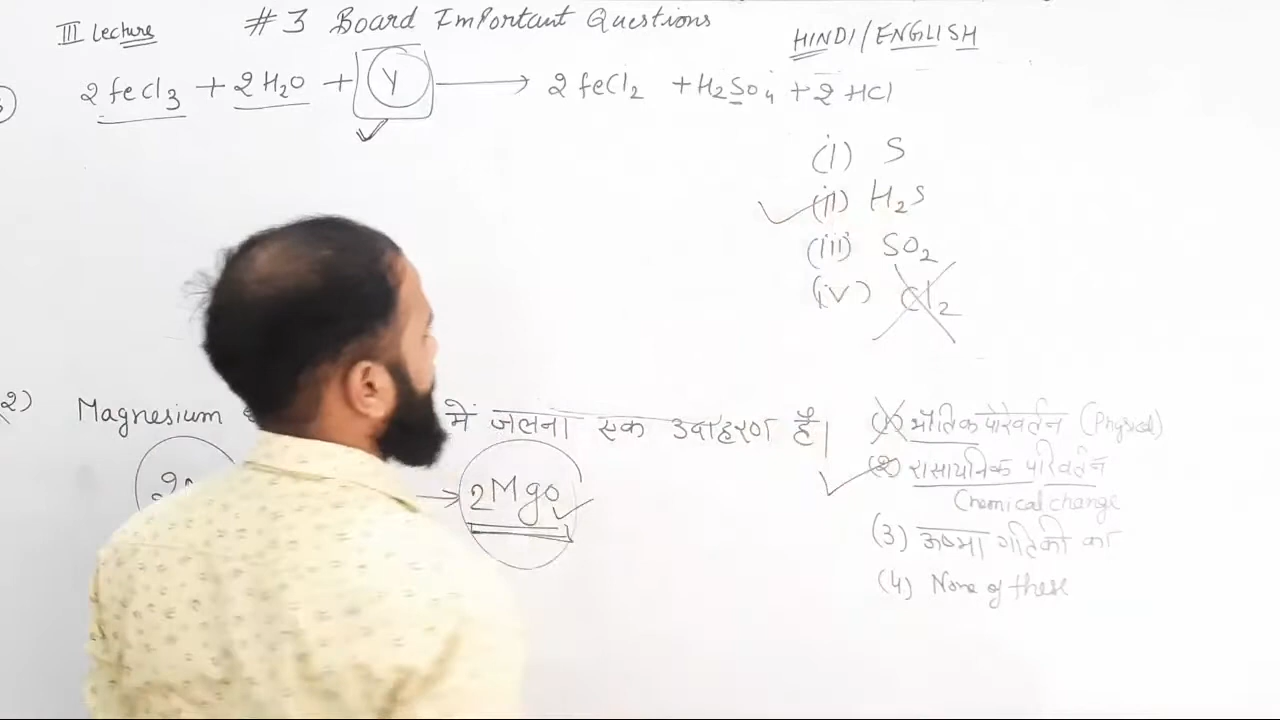 III Lecture
#3 Board Important Questions
HINDI/ENGLISH
2 feCl3 + 2 H2O + Y → 2 feCl2 + H2SO4 + 2 HCl
(i) S
(ii) H2S
(iii) SO2
(iv) Cl2
2) Magnesium में जलना एक उदाहरण है।
→ 2MgO
भौतिक परिवर्तन (Physical)
(2) रासायनिक परिवर्तन
Chemical change
(3) ऊष्मा गतिकी का
(4) None of these